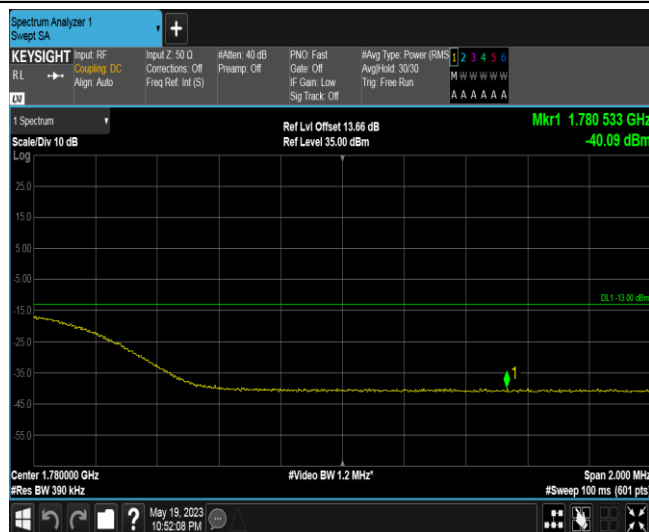 Spectrum Analyzer 1
Swept SA
+
KEYSIGHT
RL
Input: RF
Coupling: DC
Align: Auto
Input Z: 50 Ω
Corrections: Off
Freq Ref: Int (S)
#Atten: 40 dB
Preamp: Off
PNO: Fast
Gate: Off
IF Gain: Low
Sig Track: Off
#Avg Type: Power (RMS
Avg|Hold: 30/30
Trig: Free Run
1 2 3 4 5 6
M W W W W W
A A A A A A
LXI
1 Spectrum
Scale/Div 10 dB
Log
Ref Lvl Offset 13.66 dB
Ref Level 35.00 dBm
Mkr1 1.780 533 GHz
-40.09 dBm
25.0
15.0
5.00
-5.00
DL1 -13.00 dBm
-15.0
-25.0
-35.0
1
-45.0
-55.0
Center 1.780000 GHz
#Res BW 390 kHz
#Video BW 1.2 MHz*
Span 2.000 MHz
#Sweep 100 ms (601 pts)
?
May 19, 2023
10:52:08 PM